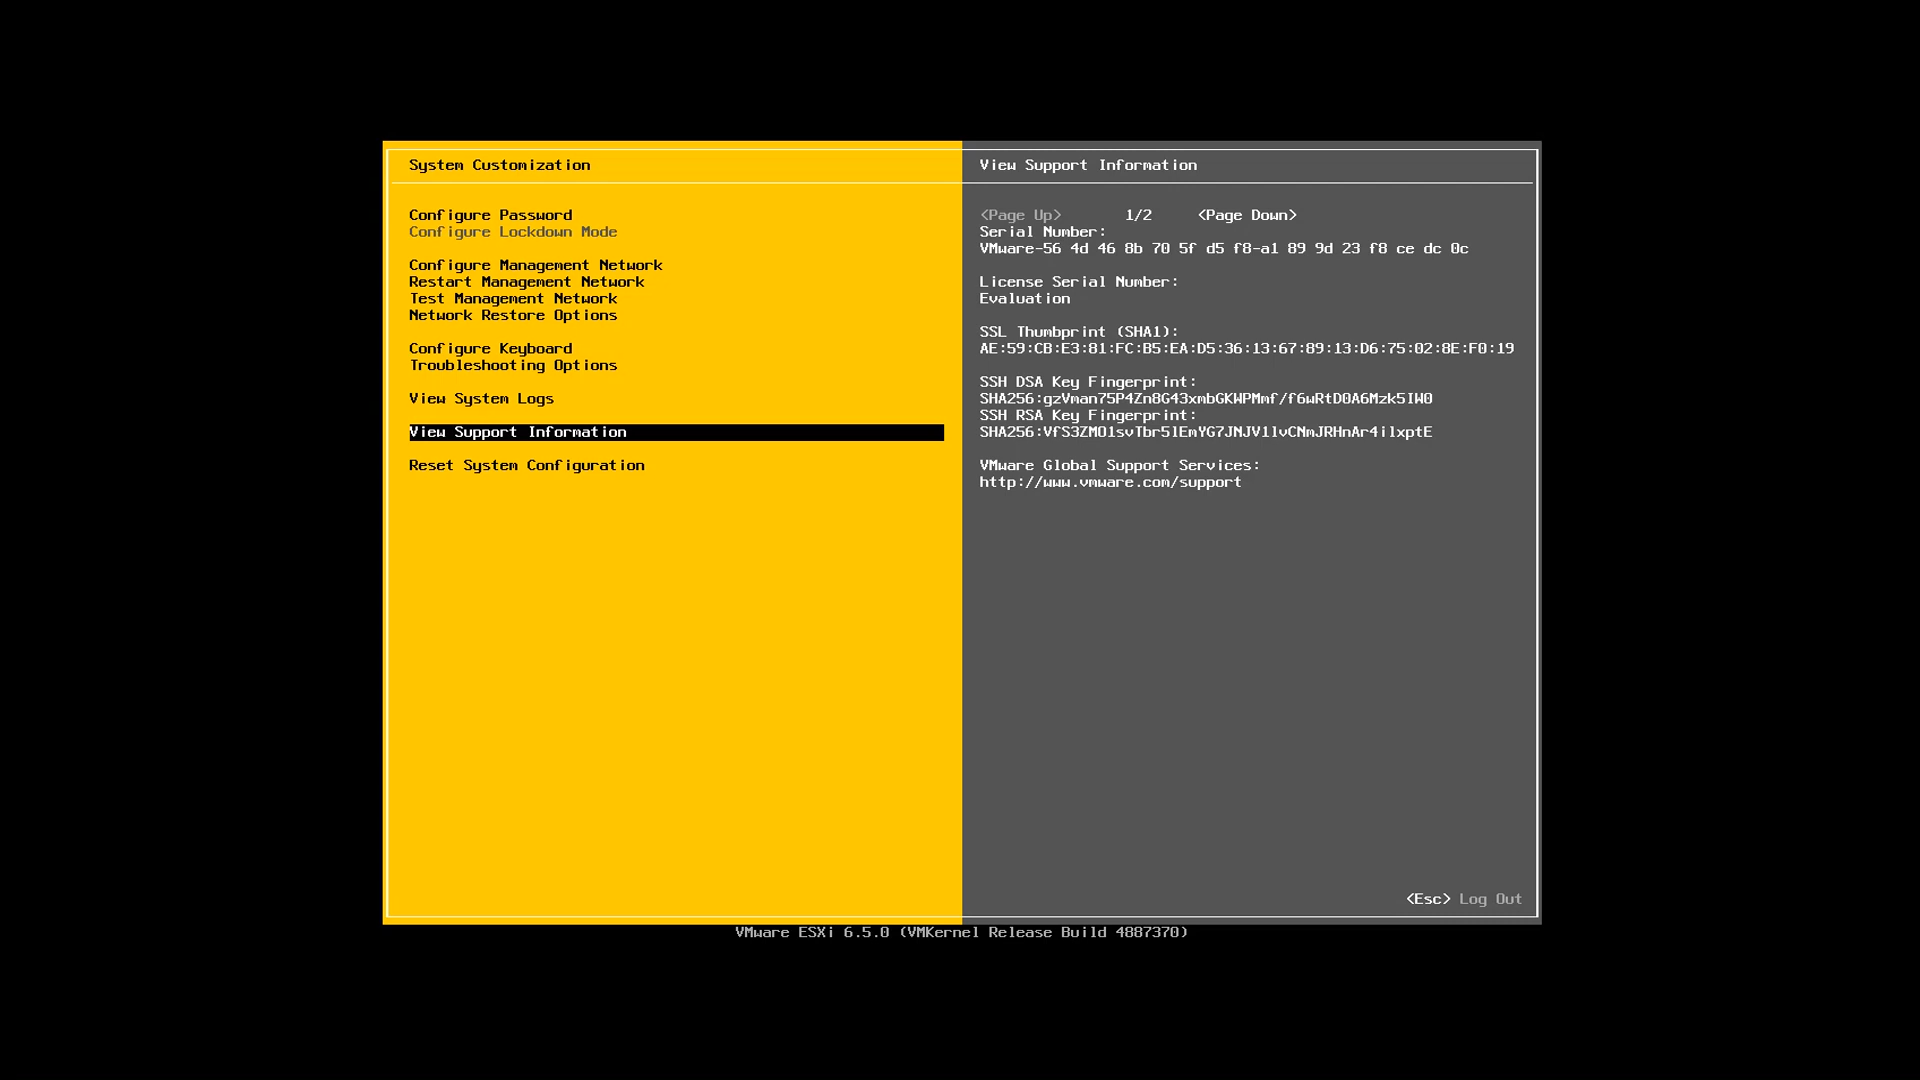 System Customization
Configure Password
Configure Lockdown Mode
Configure Management Network
Restart Management Network
Test Management Network
Network Restore Options
Configure Keyboard
Troubleshooting Options
View System Logs
View Support Information
Reset System Configuration
View Support Information
<Page Up> 1/2 <Page Down>
Serial Number:
VMware-56 4d 46 8b 70 5f d5 f8-a1 89 9d 23 f8 ce dc 0c
License Serial Number:
Evaluation
SSL Thumbprint (SHA1):
AE:59:CB:E3:81:FC:B5:EA:D5:36:13:67:89:13:D6:75:02:8E:F0:19
SSH DSA Key Fingerprint:
SHA256:gzVman75P4Zn8G43xmbGKWPMmf/f6wRtD0A6Mzk5IW0
SSH RSA Key Fingerprint:
SHA256:VfS3ZMO1svTbr5lEmYG7JNJV1lvCNmJRHnAr4ilxptE
VMware Global Support Services:
http://www.vmware.com/support
<Esc> Log Out
VMware ESXi 6.5.0 (VMKernel Release Build 4887370)